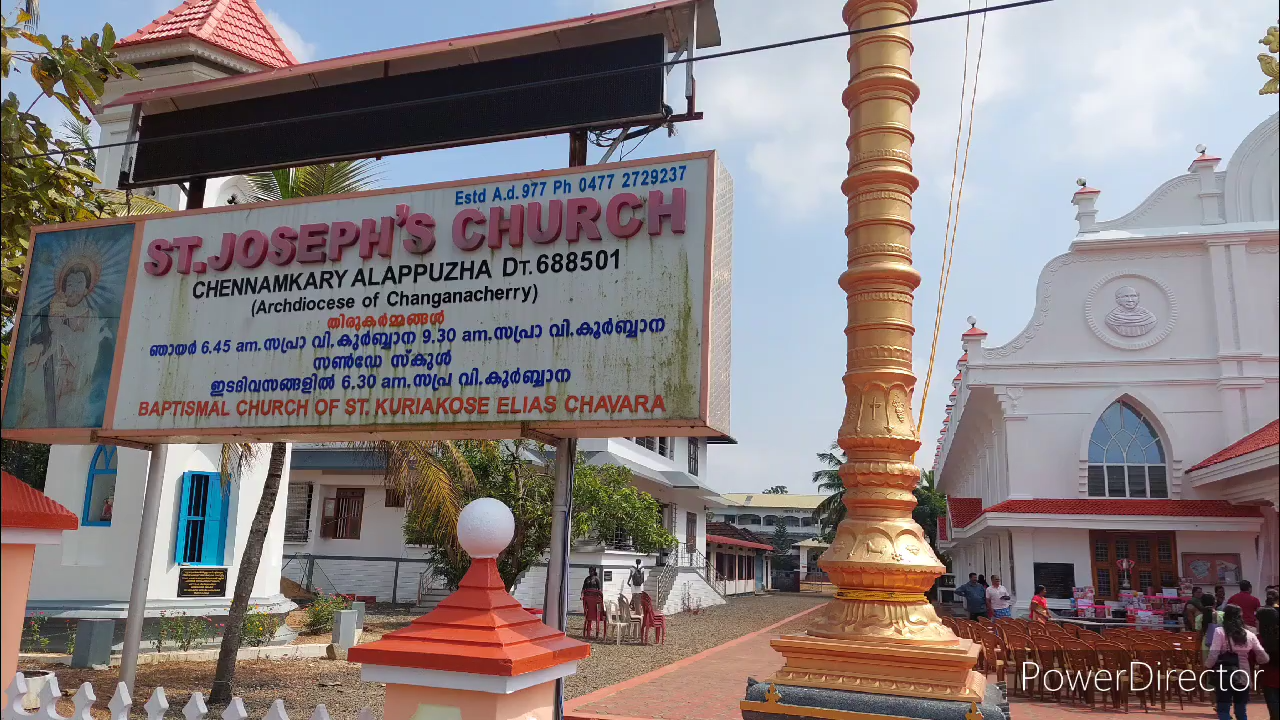 Estd A.d.977 Ph 0477 2729237
ST.JOSEPH'S CHURCH
CHENNAMKARY ALAPPUZHA DT.688501
(Archdiocese of Changanacherry)
തിരുകർമ്മങ്ങൾ
ഞായർ 6.45 am.സപ്രാ വി.കുർബ്ബാന 9.30 am.സപ്രാ വി.കുർബ്ബാന
സൺഡേ സ്കൂൾ
ഇടദിവസങ്ങളിൽ 6.30 am.സപ്ര വി.കുർബ്ബാന
BAPTISMAL CHURCH OF ST. KURIAKOSE ELIAS CHAVARA
PowerDirector